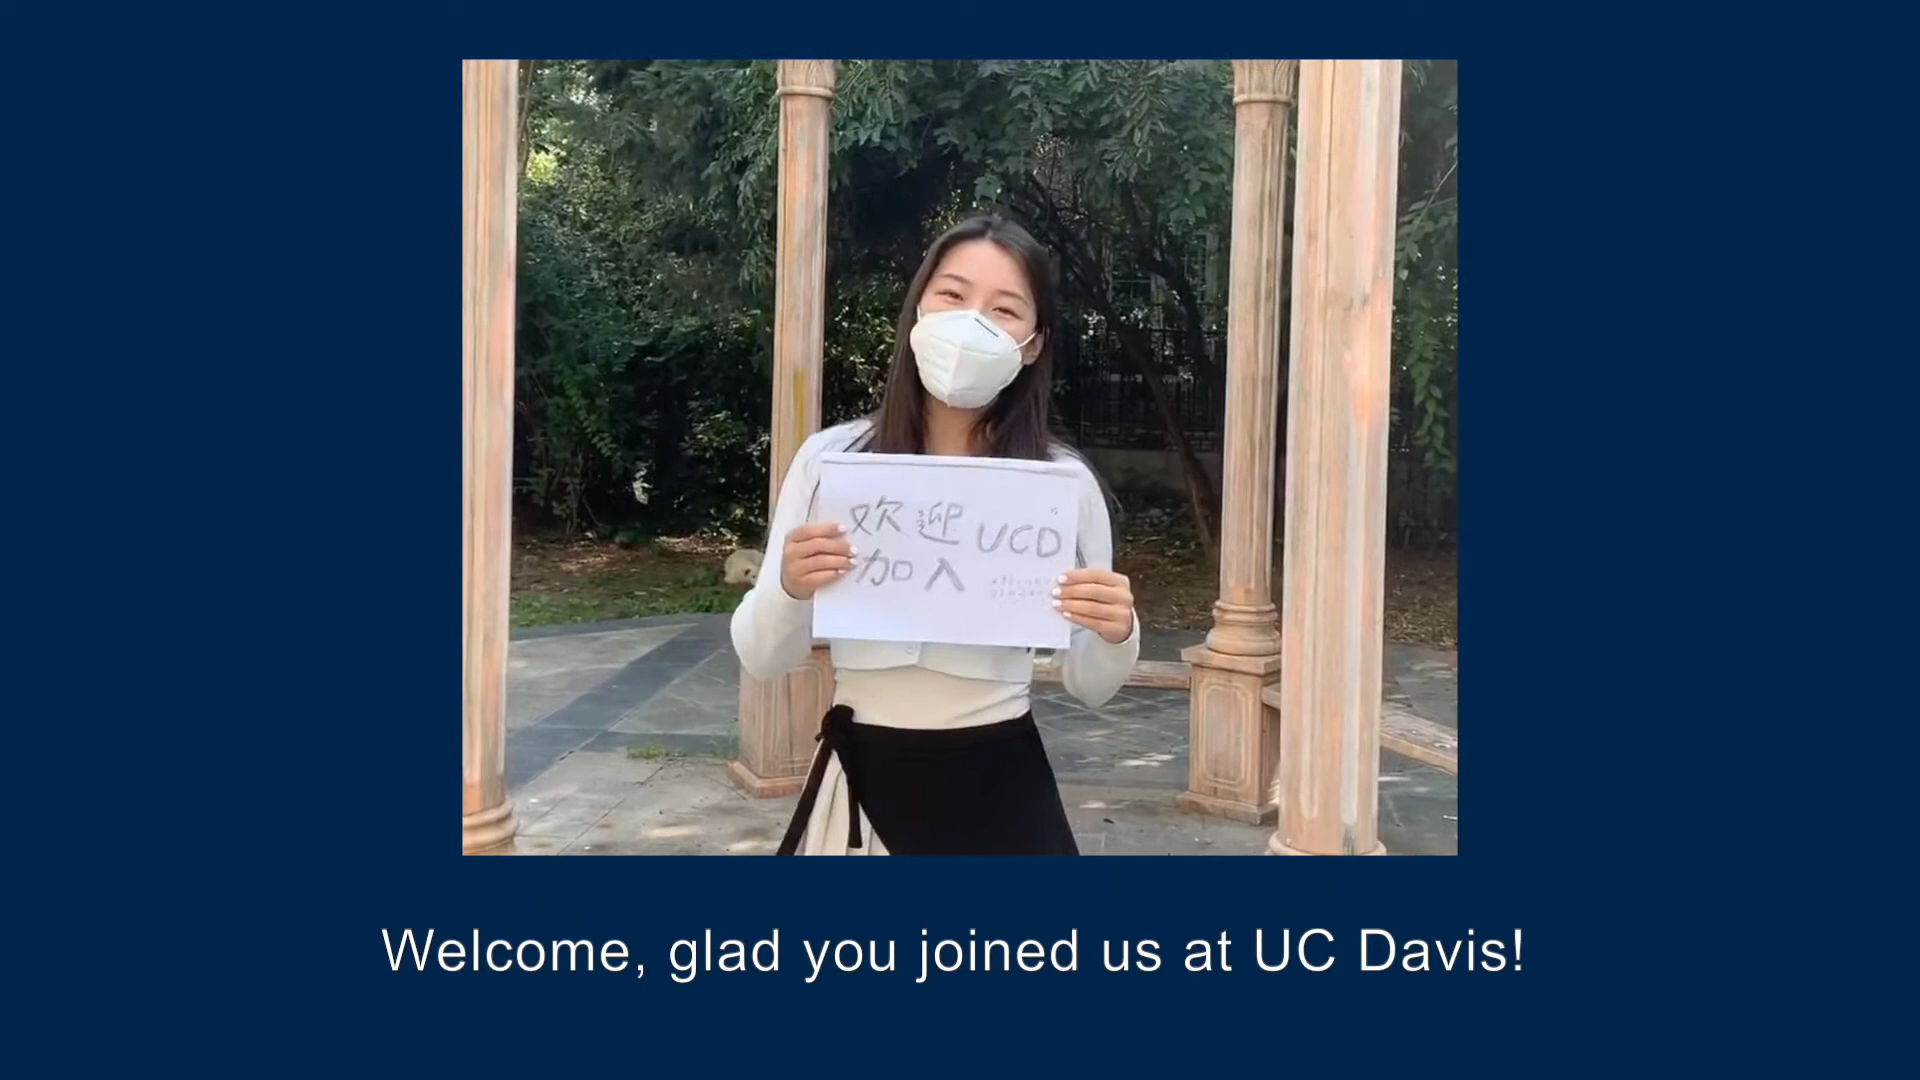 欢迎 UCD
加入
Welcome, glad you joined us at UC Davis!